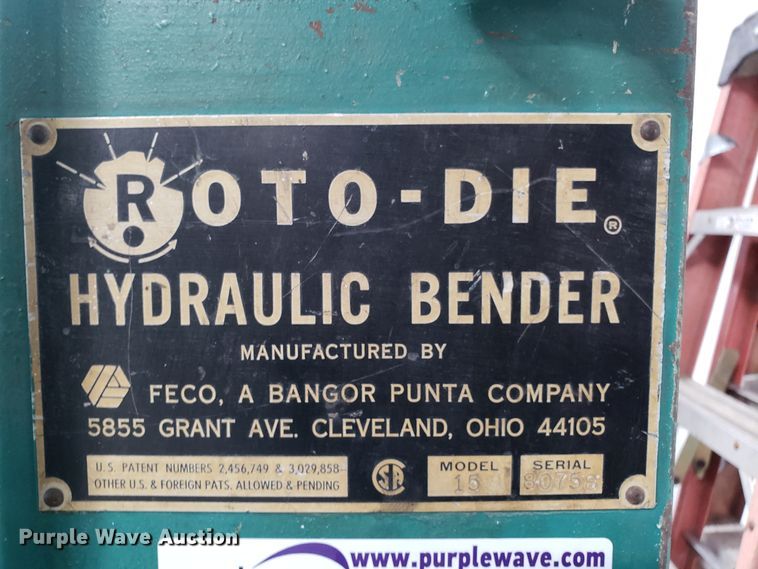 ROTO-DIE®
HYDRAULIC BENDER
MANUFACTURED BY
FECO, A BANGOR PUNTA COMPANY
5855 GRANT AVE. CLEVELAND, OHIO 44105
U.S. PATENT NUMBERS 2,456,749 & 3,029,858
OTHER U.S. & FOREIGN PATS. ALLOWED & PENDING
MODEL
15
SERIAL
Purple Wave Auction
www.purplewave.com